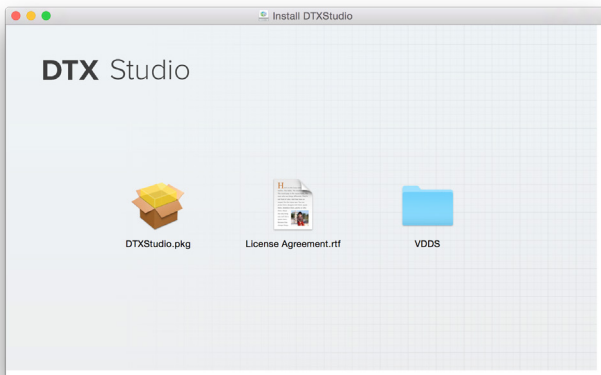 Install DTXStudio
DTX Studio
DTXStudio.pkg
License Agreement.rtf
VDDS